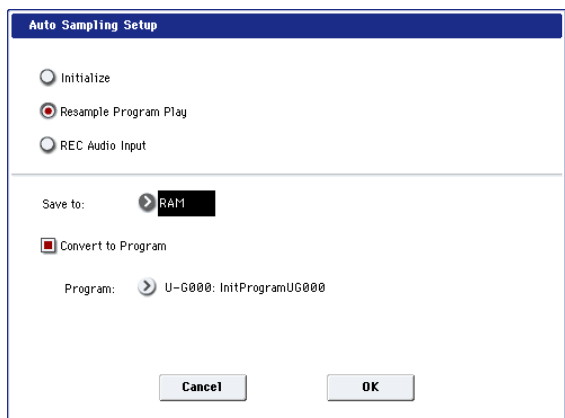 Auto Sampling Setup
Initialize
Resample Program Play
REC Audio Input
Save to: RAM
Convert to Program
Program: U-G000: InitProgramUG000
Cancel OK